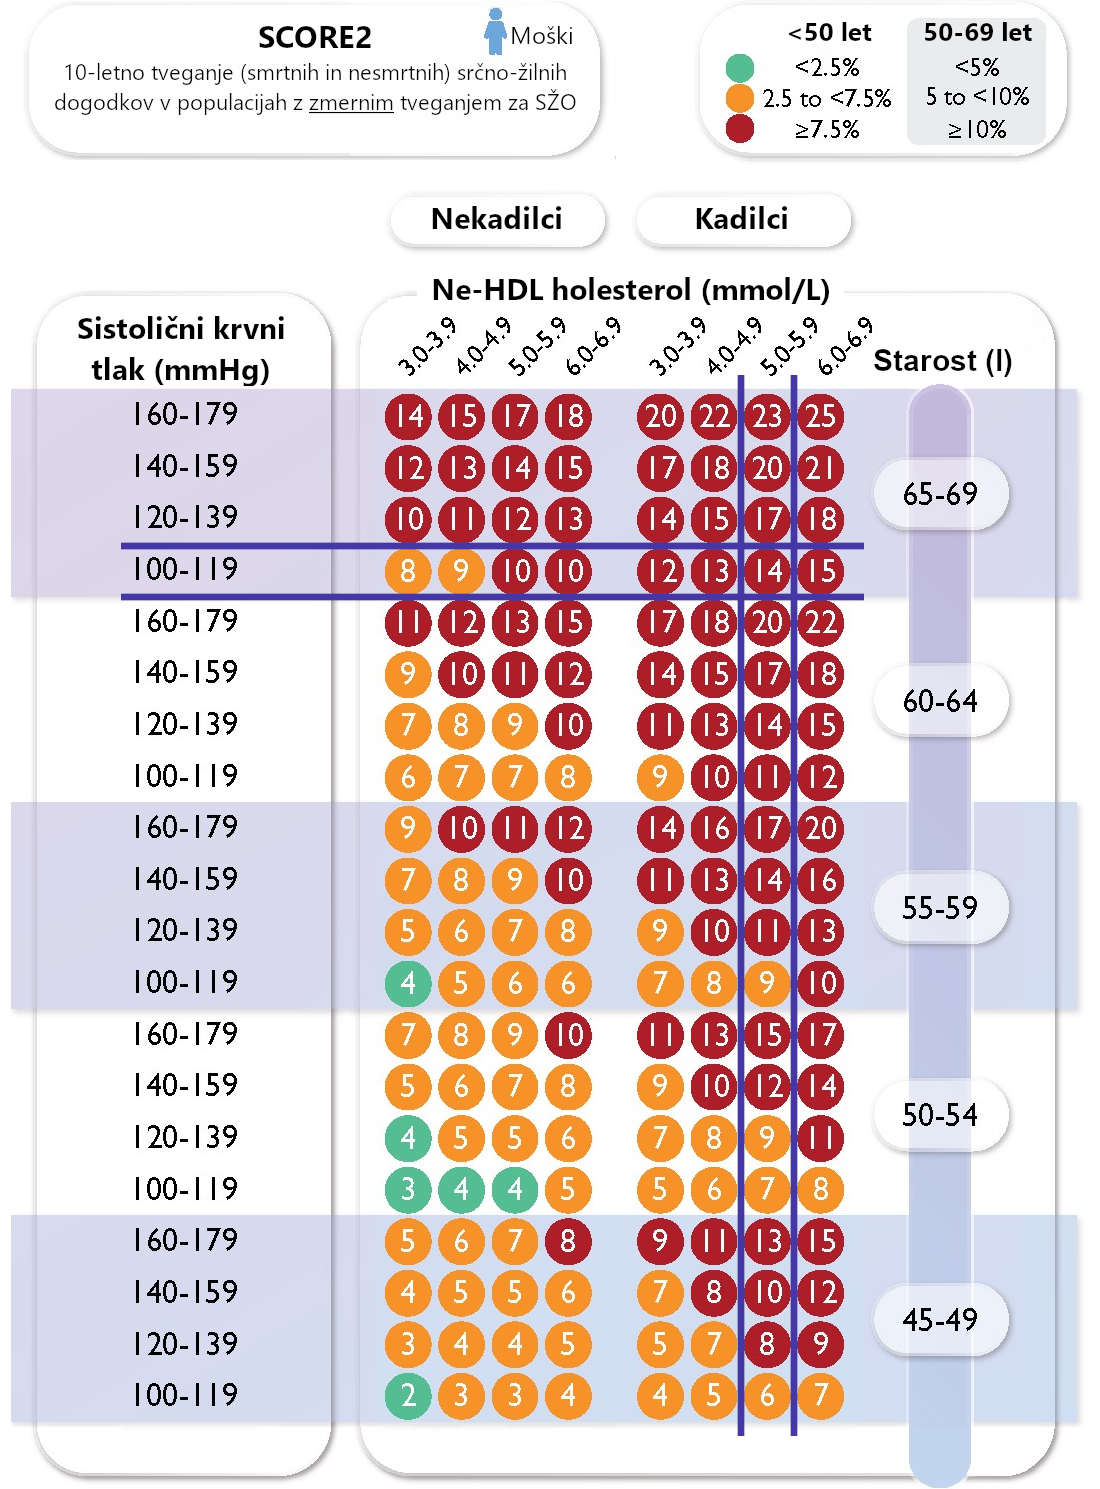 SCORE2
Moški
10-letno tveganje (smrtnih in nesmrtnih) srčno-žilnih
dogodkov v populacijah z zmernim tveganjem za SŽO
<50 let 50-69 let
<2.5% <5%
2.5 to <7.5% 5 to <10%
≥7.5% ≥10%
Nekadilci Kadilci
Ne-HDL holesterol (mmol/L)
Sistolični krvni
tlak (mmHg)
3.0-3.9 4.0-4.9 5.0-5.9 6.0-6.9 3.0-3.9 4.0-4.9 5.0-5.9 6.0-6.9
Starost (l)
160-179 14 15 17 18 20 22 23 25
140-159 12 13 14 15 17 18 20 21
65-69
120-139 10 11 12 13 14 15 17 18
100-119 8 9 10 10 12 13 14 15
160-179 11 12 13 15 17 18 20 22
140-159 9 10 11 12 14 15 17 18
60-64
120-139 7 8 9 10 11 13 14 15
100-119 6 7 7 8 9 10 11 12
160-179 9 10 11 12 14 16 17 20
140-159 7 8 9 10 11 13 14 16
55-59
120-139 5 6 7 8 9 10 11 13
100-119 4 5 6 6 7 8 9 10
160-179 7 8 9 10 11 13 15 17
140-159 5 6 7 8 9 10 12 14
50-54
120-139 4 5 5 6 7 8 9 11
100-119 3 4 4 5 5 6 7 8
160-179 5 6 7 8 9 11 13 15
140-159 4 5 5 6 7 8 10 12
45-49
120-139 3 4 4 5 5 7 8 9
100-119 2 3 3 4 4 5 6 7